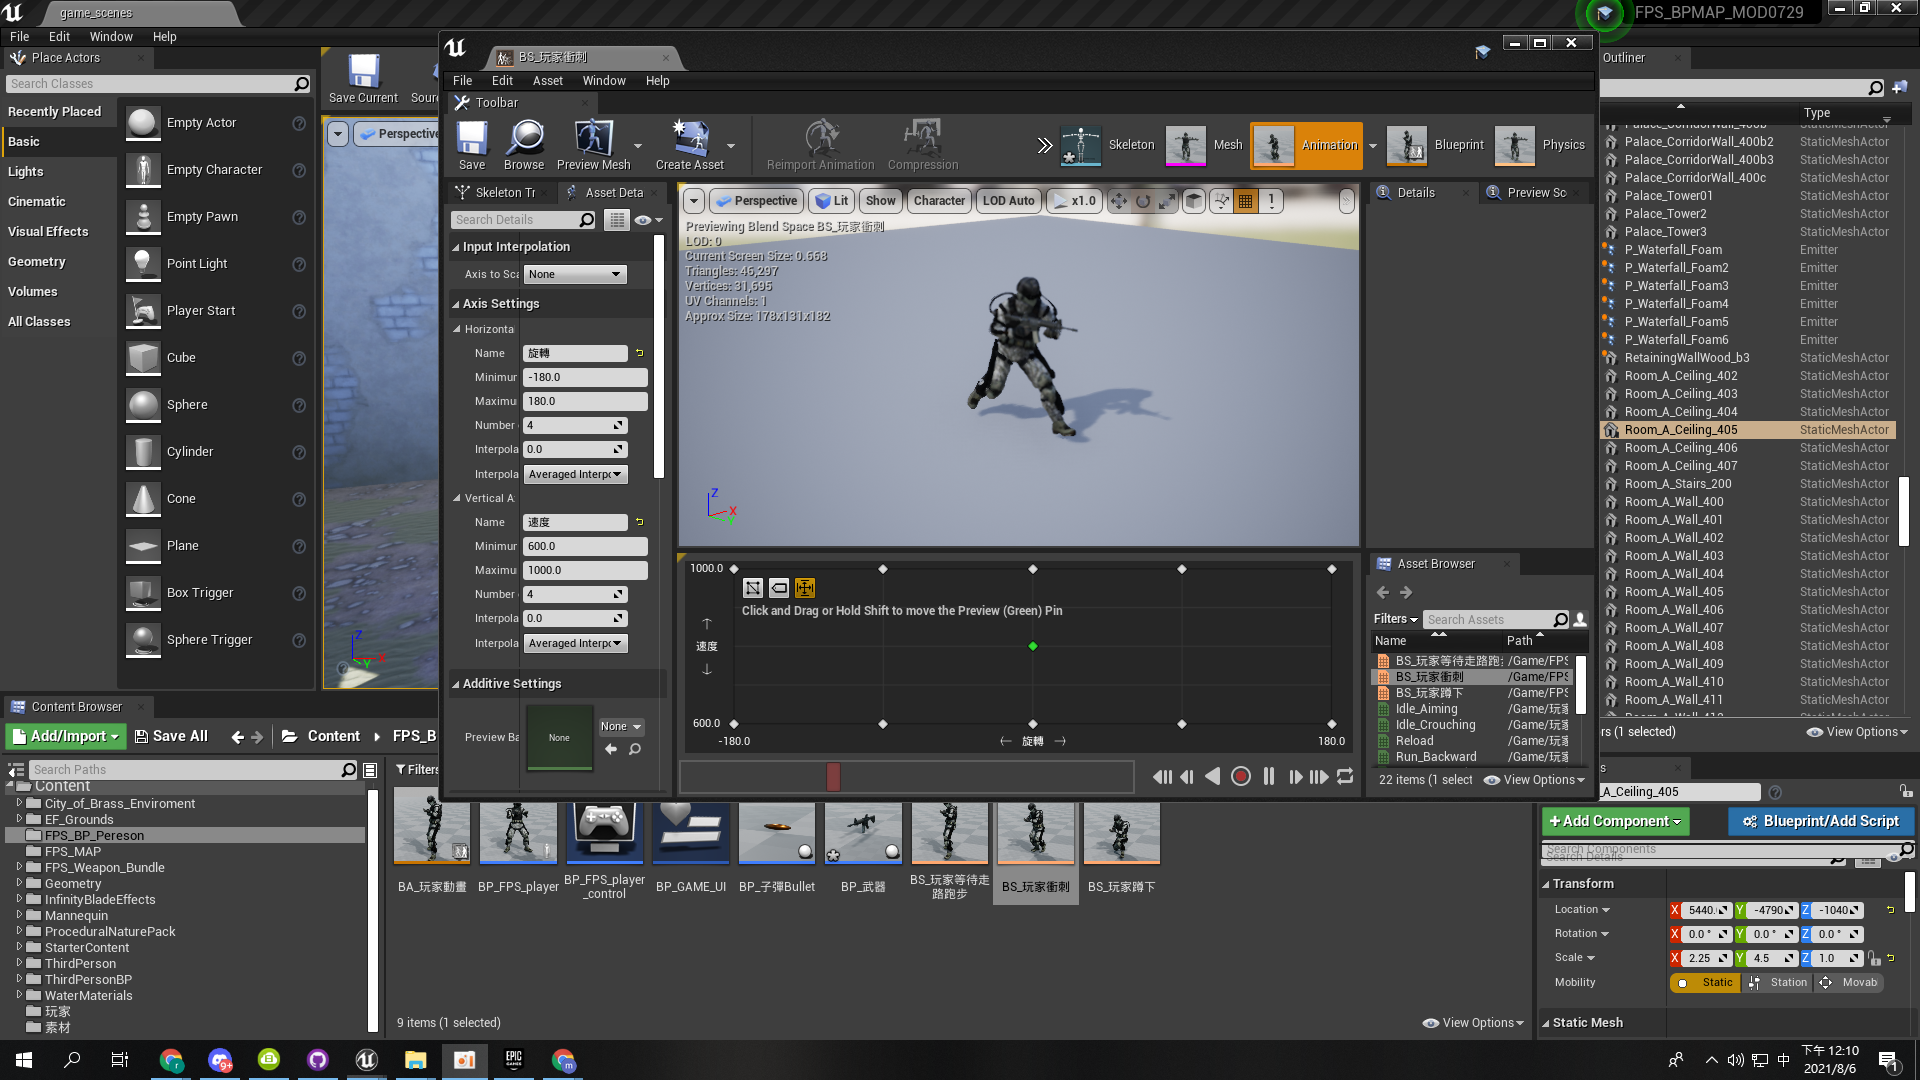 game_scenes
FPS_BPMAP_MOD0729
File Edit Window Help
Place Actors
Search Classes
Recently Placed
Basic
Lights
Cinematic
Visual Effects
Geometry
Volumes
All Classes
Empty Actor
Empty Character
Empty Pawn
Point Light
Player Start
Cube
Sphere
Cylinder
Cone
Plane
Box Trigger
Sphere Trigger
Save Current
Perspective
BS_玩家衝刺
File Edit Asset Window Help
Toolbar
Save
Browse
Preview Mesh
Create Asset
Reimport Animation
Compression
Skeleton
Mesh
Animation
Blueprint
Physics
Skeleton Tr
Asset Deta
Search Details
Input Interpolation
Axis to Sca
None
Axis Settings
Horizontal
Name 旋轉
Minimur -180.0
Maximu 180.0
Number 4
Interpola 0.0
Interpola Averaged Interpo
Vertical A
Name 速度
Minimur 600.0
Maximu 1000.0
Number 4
Interpola 0.0
Interpola Averaged Interpo
Additive Settings
Preview Ba
None
None
Perspective
Lit
Show
Character
LOD Auto
x1.0
1
Previewing Blend Space BS_玩家衝刺
LOD: 0
Current Screen Size: 0.668
Triangles: 46,297
Vertices: 31,695
UV Channels: 1
Approx Size: 178x131x182
Z
X
Y
1000.0
Click and Drag or Hold Shift to move the Preview (Green) Pin
速度
600.0
-180.0
旋轉
180.0
Details
Preview Sc
Asset Browser
Filters
Search Assets
Name Path
BS_玩家等待走路跑 /Game/FPS
BS_玩家衝刺 /Game/FPS
BS_玩家蹲下 /Game/FPS
Idle_Aiming /Game/玩家
Idle_Crouching /Game/玩家
Reload /Game/玩家
Run_Backward /Game/玩家
22 items (1 select
View Options
Outliner
Type
Palace_CorridorWall_400b2 StaticMeshActor
Palace_CorridorWall_400b3 StaticMeshActor
Palace_CorridorWall_400c StaticMeshActor
Palace_Tower01 StaticMeshActor
Palace_Tower2 StaticMeshActor
Palace_Tower3 StaticMeshActor
P_Waterfall_Foam Emitter
P_Waterfall_Foam2 Emitter
P_Waterfall_Foam3 Emitter
P_Waterfall_Foam4 Emitter
P_Waterfall_Foam5 Emitter
P_Waterfall_Foam6 Emitter
RetainingWallWood_b3 StaticMeshActor
Room_A_Ceiling_402 StaticMeshActor
Room_A_Ceiling_403 StaticMeshActor
Room_A_Ceiling_404 StaticMeshActor
Room_A_Ceiling_405 StaticMeshActor
Room_A_Ceiling_406 StaticMeshActor
Room_A_Ceiling_407 StaticMeshActor
Room_A_Stairs_200 StaticMeshActor
Room_A_Wall_400 StaticMeshActor
Room_A_Wall_401 StaticMeshActor
Room_A_Wall_402 StaticMeshActor
Room_A_Wall_403 StaticMeshActor
Room_A_Wall_404 StaticMeshActor
Room_A_Wall_405 StaticMeshActor
Room_A_Wall_406 StaticMeshActor
Room_A_Wall_407 StaticMeshActor
Room_A_Wall_408 StaticMeshActor
Room_A_Wall_409 StaticMeshActor
Room_A_Wall_410 StaticMeshActor
Room_A_Wall_411 StaticMeshActor
rs (1 selected)
View Options
_A_Ceiling_405
+Add Component
Blueprint/Add Script
Search Components
Search Details
Transform
Location X 5440. Y -4790 Z -1040
Rotation X 0.0° Y 0.0° Z 0.0°
Scale X 2.25 Y 4.5 Z 1.0
Mobility Static Station Movab
Static Mesh
Content Browser
Add/Import
Save All
Content
FPS_B
Search Paths
Filters
Content
City_of_Brass_Enviroment
EF_Grounds
FPS_BP_Pereson
FPS_MAP
FPS_Weapon_Bundle
Geometry
InfinityBladeEffects
Mannequin
ProceduralNaturePack
StarterContent
ThirdPerson
ThirdPersonBP
WaterMaterials
玩家
素材
BA_玩家動畫
BP_FPS_player
BP_FPS_player
_control
BP_GAME_UI
BP_子彈Bullet
BP_武器
BS_玩家等待走
路跑步
BS_玩家衝刺
BS_玩家蹲下
9 items (1 selected)
View Options
EPIC
中
下午 12:10
2021/8/6